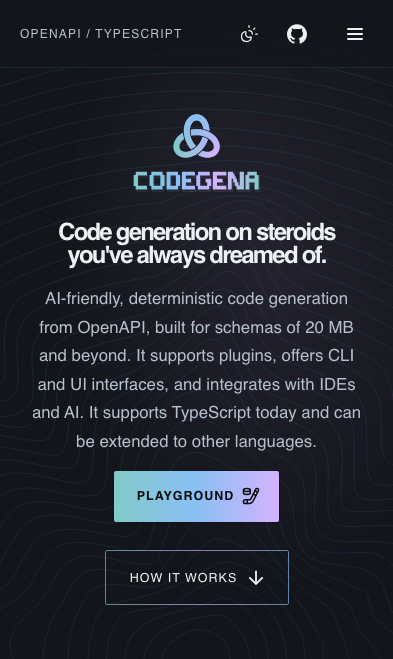 OPENAPI / TYPESCRIPT
CODEGENA
Code generation on steroids
you've always dreamed of.
AI-friendly, deterministic code generation
from OpenAPI, built for schemas of 20 MB
and beyond. It supports plugins, offers CLI
and UI interfaces, and integrates with IDEs
and AI. It supports TypeScript today and can
be extended to other languages.
PLAYGROUND
HOW IT WORKS